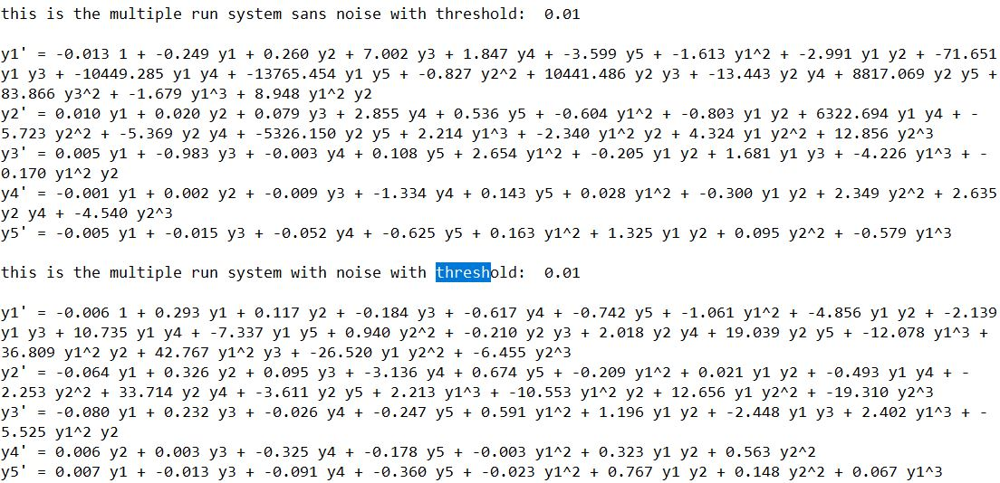 this is the multiple run system sans noise with threshold:  0.01
y1' = -0.013 1 + -0.249 y1 + 0.260 y2 + 7.002 y3 + 1.847 y4 + -3.599 y5 + -1.613 y1^2 + -2.991 y1 y2 + -71.651
y1 y3 + -10449.285 y1 y4 + -13765.454 y1 y5 + -0.827 y2^2 + 10441.486 y2 y3 + -13.443 y2 y4 + 8817.069 y2 y5 +
83.866 y3^2 + -1.679 y1^3 + 8.948 y1^2 y2
y2' = 0.010 y1 + 0.020 y2 + 0.079 y3 + 2.855 y4 + 0.536 y5 + -0.604 y1^2 + -0.803 y1 y2 + 6322.694 y1 y4 + -
5.723 y2^2 + -5.369 y2 y4 + -5326.150 y2 y5 + 2.214 y1^3 + -2.340 y1^2 y2 + 4.324 y1 y2^2 + 12.856 y2^3
y3' = 0.005 y1 + -0.983 y3 + -0.003 y4 + 0.108 y5 + 2.654 y1^2 + -0.205 y1 y2 + 1.681 y1 y3 + -4.226 y1^3 + -
0.170 y1^2 y2
y4' = -0.001 y1 + 0.002 y2 + -0.009 y3 + -1.334 y4 + 0.143 y5 + 0.028 y1^2 + -0.300 y1 y2 + 2.349 y2^2 + 2.635
y2 y4 + -4.540 y2^3
y5' = -0.005 y1 + -0.015 y3 + -0.052 y4 + -0.625 y5 + 0.163 y1^2 + 1.325 y1 y2 + 0.095 y2^2 + -0.579 y1^3
this is the multiple run system with noise with threshold:  0.01
y1' = -0.006 1 + 0.293 y1 + 0.117 y2 + -0.184 y3 + -0.617 y4 + -0.742 y5 + -1.061 y1^2 + -4.856 y1 y2 + -2.139
y1 y3 + 10.735 y1 y4 + -7.337 y1 y5 + 0.940 y2^2 + -0.210 y2 y3 + 2.018 y2 y4 + 19.039 y2 y5 + -12.078 y1^3 +
36.809 y1^2 y2 + 42.767 y1^2 y3 + -26.520 y1 y2^2 + -6.455 y2^3
y2' = -0.064 y1 + 0.326 y2 + 0.095 y3 + -3.136 y4 + 0.674 y5 + -0.209 y1^2 + 0.021 y1 y2 + -0.493 y1 y4 + -
2.253 y2^2 + 33.714 y2 y4 + -3.611 y2 y5 + 2.213 y1^3 + -10.553 y1^2 y2 + 12.656 y1 y2^2 + -19.310 y2^3
y3' = -0.080 y1 + 0.232 y3 + -0.026 y4 + -0.247 y5 + 0.591 y1^2 + 1.196 y1 y2 + -2.448 y1 y3 + 2.402 y1^3 + -
5.525 y1^2 y2
y4' = 0.006 y2 + 0.003 y3 + -0.325 y4 + -0.178 y5 + -0.003 y1^2 + 0.323 y1 y2 + 0.563 y2^2
y5' = 0.007 y1 + -0.013 y3 + -0.091 y4 + -0.360 y5 + -0.023 y1^2 + 0.767 y1 y2 + 0.148 y2^2 + 0.067 y1^3